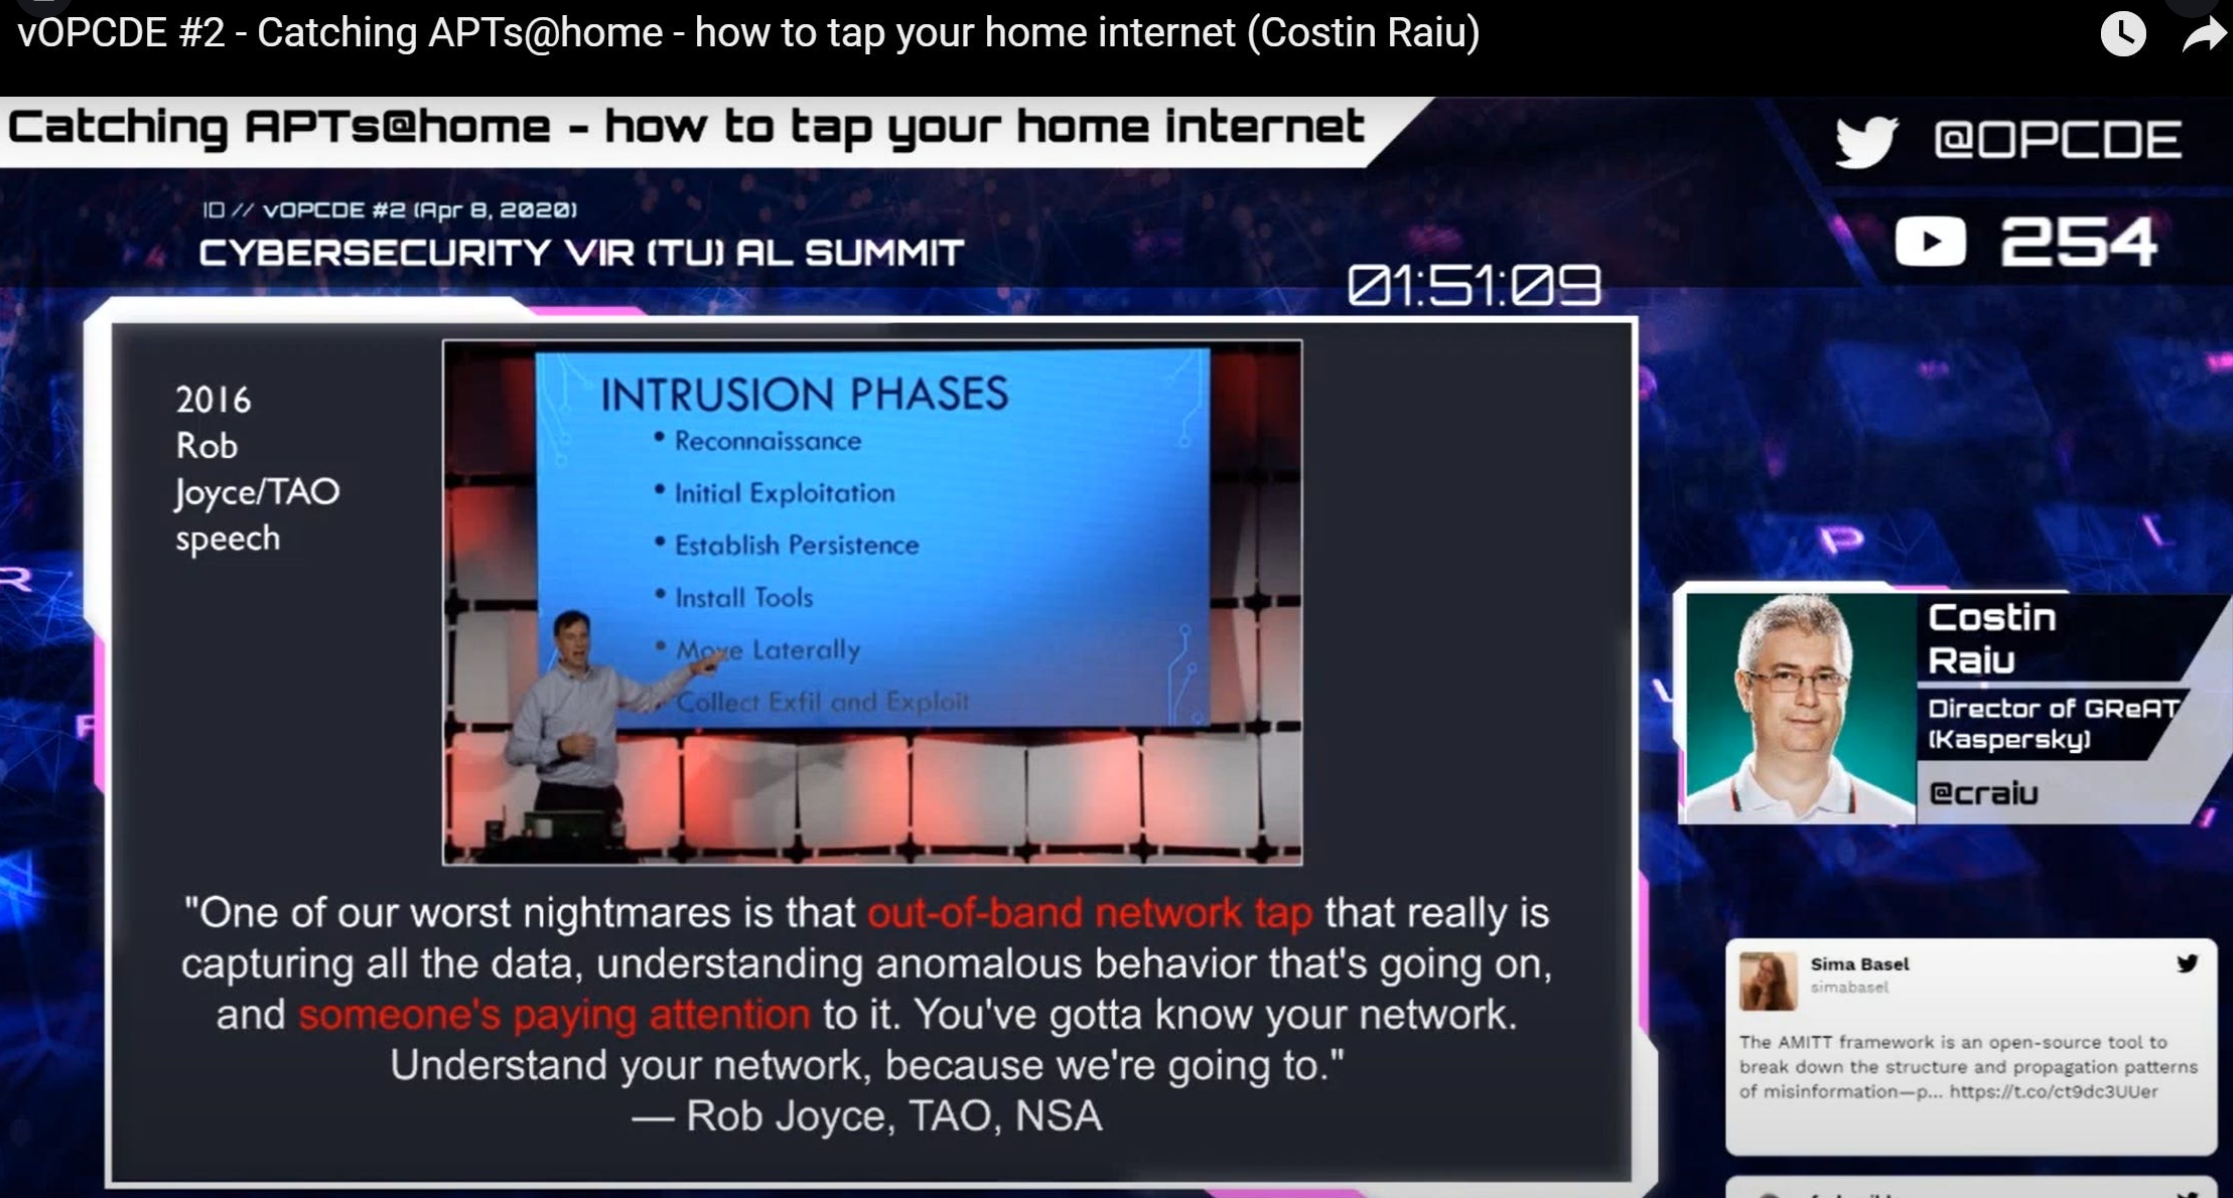 vOPCDE #2 - Catching APTs@home - how to tap your home internet (Costin Raiu)
Catching APTs@home - how to tap your home internet
@OPCDE
ID // vOPCDE #2 (Apr 8, 2020)
CYBERSECURITY VIR (TU) AL SUMMIT
254
01:51:09
2016
Rob
Joyce/TAO
speech
INTRUSION PHASES
• Reconnaissance
• Initial Exploitation
• Establish Persistence
• Install Tools
• Move Laterally
Collect Exfil and Exploit
"One of our worst nightmares is that out-of-band network tap that really is
capturing all the data, understanding anomalous behavior that's going on,
and someone's paying attention to it. You've gotta know your network.
Understand your network, because we're going to."
— Rob Joyce, TAO, NSA
Costin
Raiu
Director of GReAT
(Kaspersky)
@craiu
Sima Basel
simabasel
The AMITT framework is an open-source tool to
break down the structure and propagation patterns
of misinformation—p... https://t.co/ct9dc3UUer